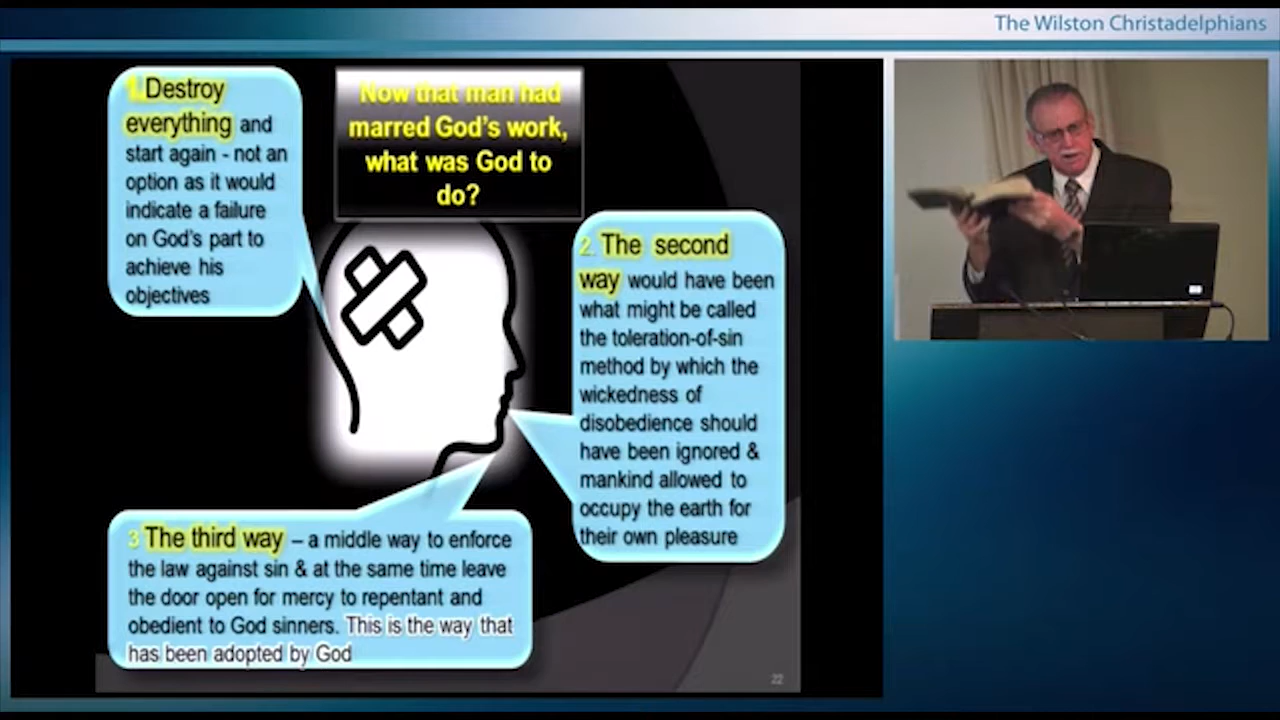 The Wilston Christadelphians
Now that man had
marred God's work,
what was God to
do?
1.Destroy
everything and
start again - not an
option as it would
indicate a failure
on God's part to
achieve his
objectives
2. The second
way would have been
what might be called
the toleration-of-sin
method by which the
wickedness of
disobedience should
have been ignored &
mankind allowed to
occupy the earth for
their own pleasure
3 The third way – a middle way to enforce
the law against sin & at the same time leave
the door open for mercy to repentant and
obedient to God sinners. This is the way that
has been adopted by God
22